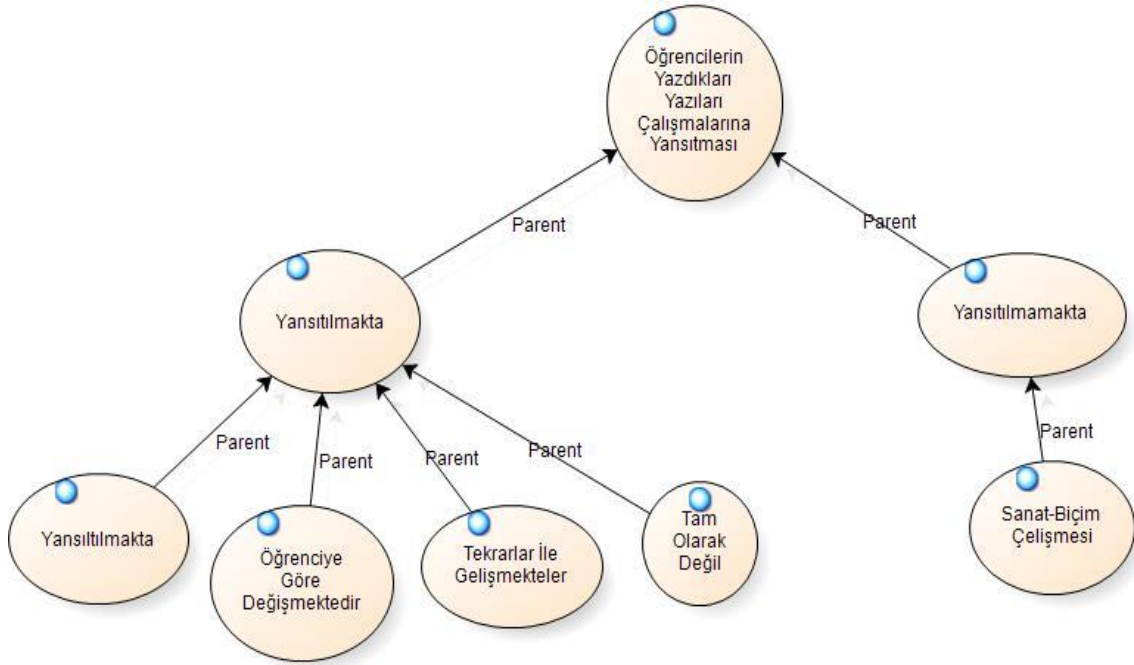 Öğrencilerin
Yazdıkları
Yazıları
Çalışmalarına
Yansıtması
Parent
Parent
Yansıtılmakta
Yansıtılmamakta
Parent
Parent
Parent
Parent
Parent
Yansıltılmakta
Öğrenciye
Göre
Değişmektedir
Tekrarlar İle
Gelişmekteler
Tam
Olarak
Değil
Sanat-Biçim
Çelişmesi